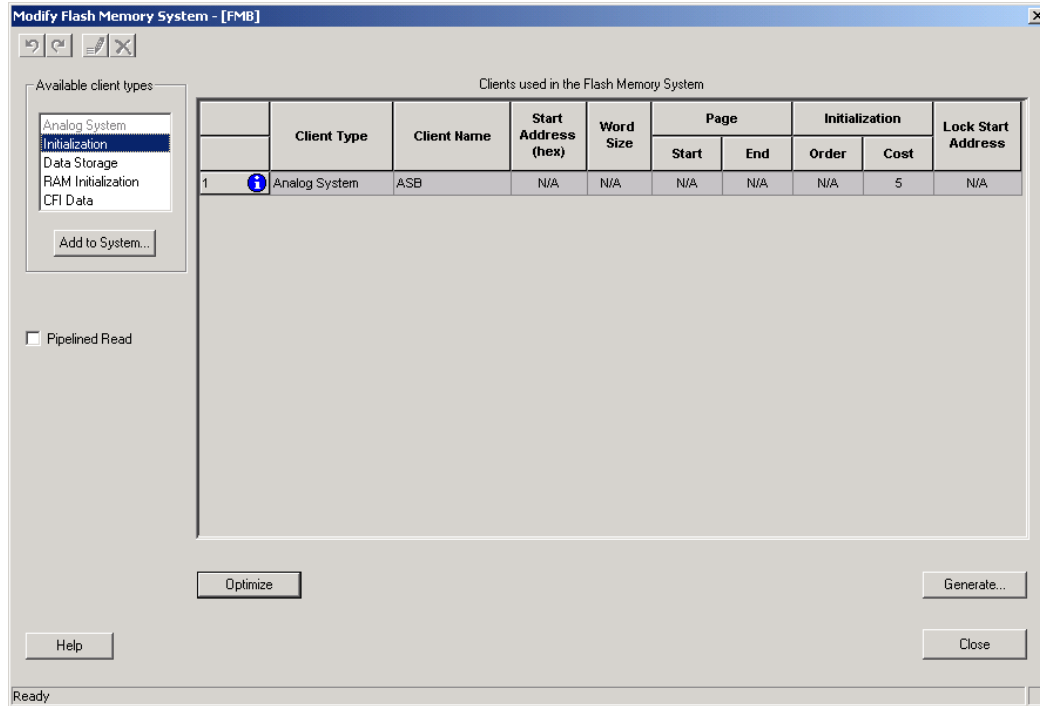 Modify Flash Memory System - [FMB]
Available client types
Analog System
Initialization
Data Storage
RAM Initialization
CFI Data
Add to System...
Pipelined Read
Clients used in the Flash Memory System
Client Type
Client Name
Start Address (hex)
Word Size
Page
Initialization
Lock Start Address
Start
End
Order
Cost
1 Analog System ASB N/A N/A N/A N/A N/A 5 N/A
Optimize
Generate...
Help
Close
Ready